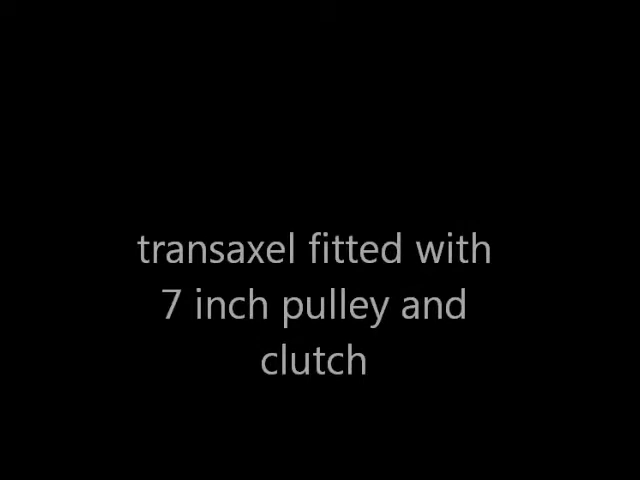 transaxel fitted with
7 inch pulley and
clutch